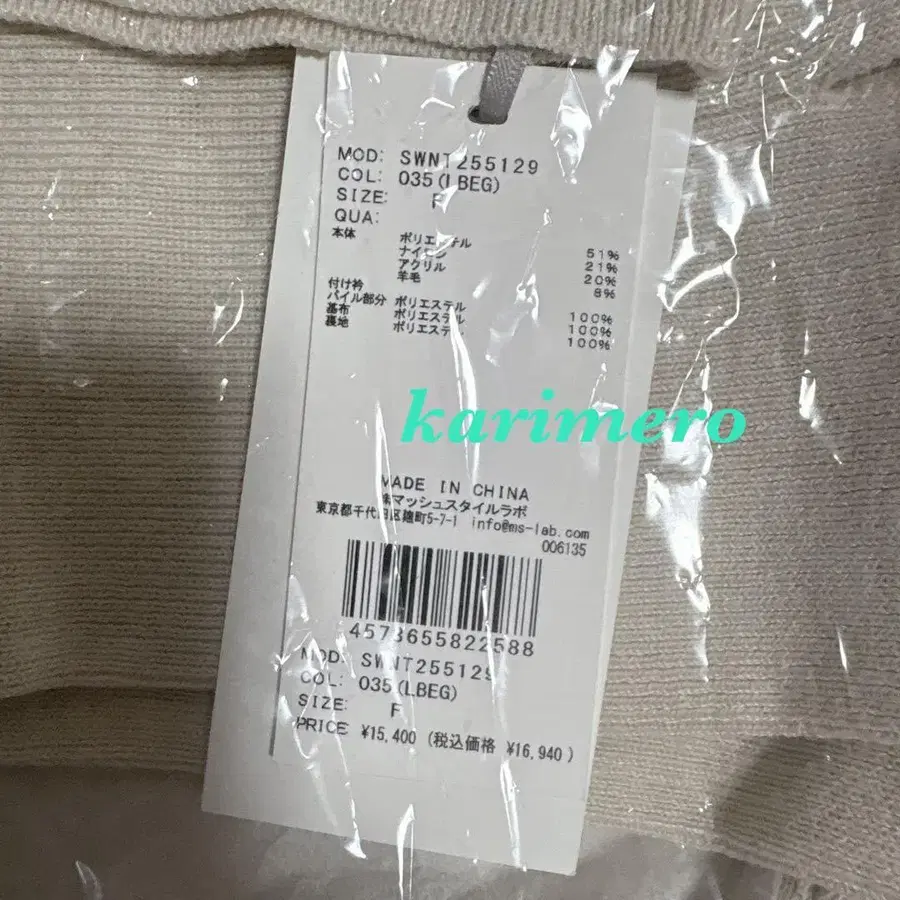 MOD: SWNT255129
COL: 035(LBEG)
SIZE: F
QUA:
本体 ポリエステル 51%
ナイロン 21%
アクリル 20%
羊毛 8%
付け衿
パイル部分 ポリエステル 100%
基布 ポリエステル 100%
裏地 ポリエステル 100%
karimero
MADE IN CHINA
㈱マッシュスタイルラボ
東京都千代田区麹町5-7-1 info@ms-lab.com
006135
4573655822588
MOD: SWNT255129
COL: 035(LBEG)
SIZE: F
PRICE ¥15,400 (税込価格 ¥16,940)